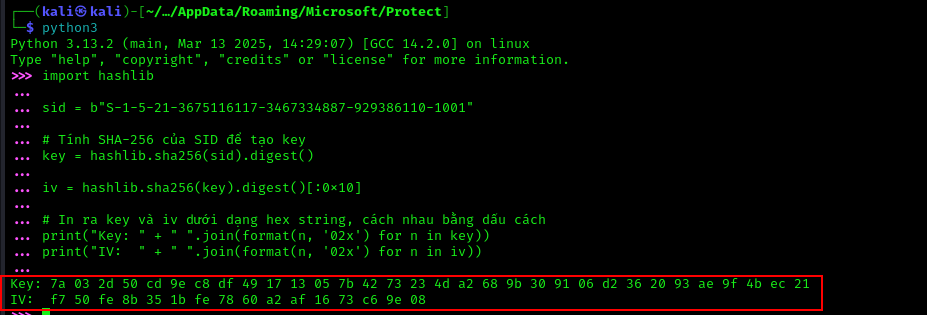 ┌──(kali㉿kali)-[~/…/AppData/Roaming/Microsoft/Protect]
└─$ python3
Python 3.13.2 (main, Mar 13 2025, 14:29:07) [GCC 14.2.0] on linux
Type "help", "copyright", "credits" or "license" for more information.
>>> import hashlib
...
... sid = b"S-1-5-21-3675116117-3467334887-929386110-1001"
...
... # Tính SHA-256 của SID để tạo key
... key = hashlib.sha256(sid).digest()
...
... iv = hashlib.sha256(key).digest()[:0×10]
...
... # In ra key và iv dưới dạng hex string, cách nhau bằng dấu cách
... print("Key: " + " ".join(format(n, '02x') for n in key))
... print("IV:  " + " ".join(format(n, '02x') for n in iv))
...
Key: 7a 03 2d 50 cd 9e c8 df 49 17 13 05 7b 42 73 23 4d a2 68 9b 30 91 06 d2 36 20 93 ae 9f 4b ec 21
IV:  f7 50 fe 8b 35 1b fe 78 60 a2 af 16 73 c6 9e 08
>>>